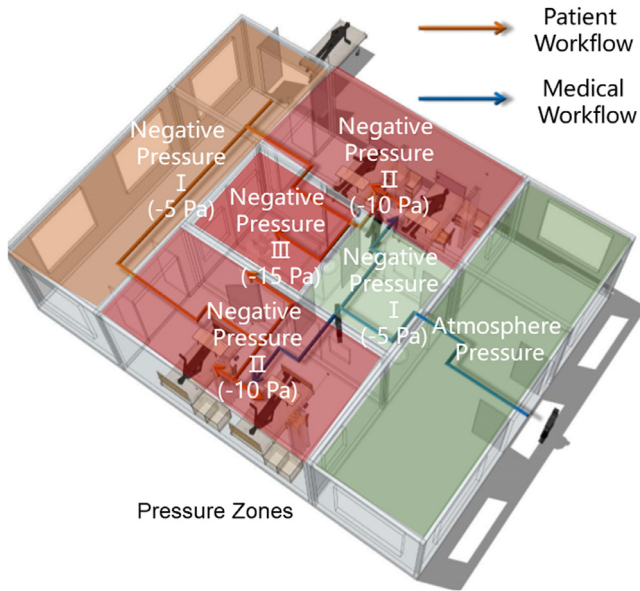 Patient
Workflow
Medical
Workflow
Negative
Pressure
I
(-5 Pa)
Negative
Pressure
II
(-10 Pa)
Negative
Pressure
III
(-15 Pa)
Negative
Pressure
I
(-5 Pa)
Atmosphere
Pressure
Negative
Pressure
II
(-10 Pa)
Pressure Zones